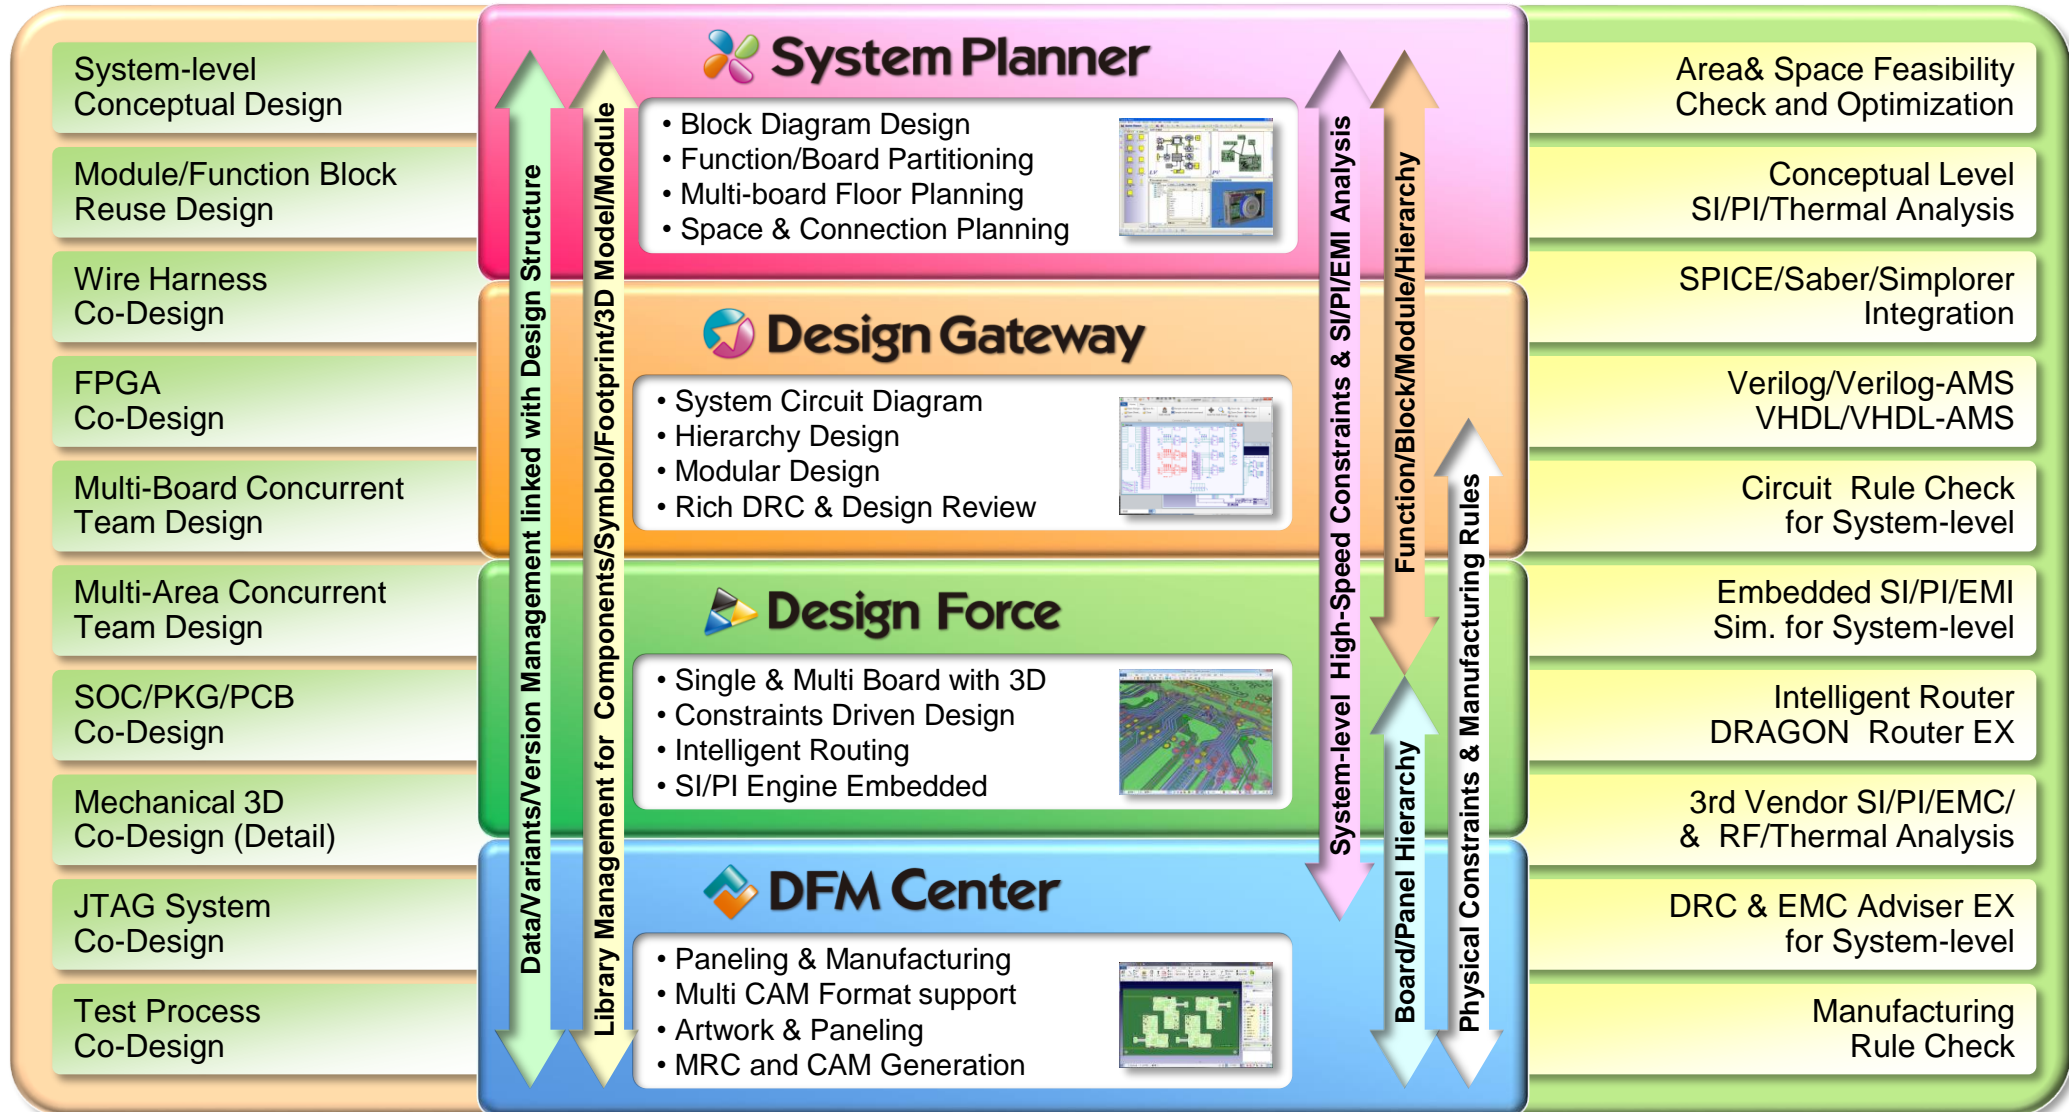 System-level
Conceptual Design
Module/Function Block
Reuse Design
Wire Harness
Co-Design
FPGA
Co-Design
Multi-Board Concurrent
Team Design
Multi-Area Concurrent
Team Design
SOC/PKG/PCB
Co-Design
Mechanical 3D
Co-Design (Detail)
JTAG System
Co-Design
Test Process
Co-Design
Data/Variants/Version Management linked with Design Structure
Library Management for Components/Symbol/Footprint/3D Model/Module
System Planner
• Block Diagram Design
• Function/Board Partitioning
• Multi-board Floor Planning
• Space & Connection Planning
Design Gateway
• System Circuit Diagram
• Hierarchy Design
• Modular Design
• Rich DRC & Design Review
Design Force
• Single & Multi Board with 3D
• Constraints Driven Design
• Intelligent Routing
• SI/PI Engine Embedded
DFM Center
• Paneling & Manufacturing
• Multi CAM Format support
• Artwork & Paneling
• MRC and CAM Generation
System-level High-Speed Constraints & SI/PI/EMI Analysis
Function/Block/Module/Hierarchy
Board/Panel Hierarchy
Physical Constraints & Manufacturing Rules
Area& Space Feasibility
Check and Optimization
Conceptual Level
SI/PI/Thermal Analysis
SPICE/Saber/Simplorer
Integration
Verilog/Verilog-AMS
VHDL/VHDL-AMS
Circuit Rule Check
for System-level
Embedded SI/PI/EMI
Sim. for System-level
Intelligent Router
DRAGON Router EX
3rd Vendor SI/PI/EMC/
& RF/Thermal Analysis
DRC & EMC Adviser EX
for System-level
Manufacturing
Rule Check